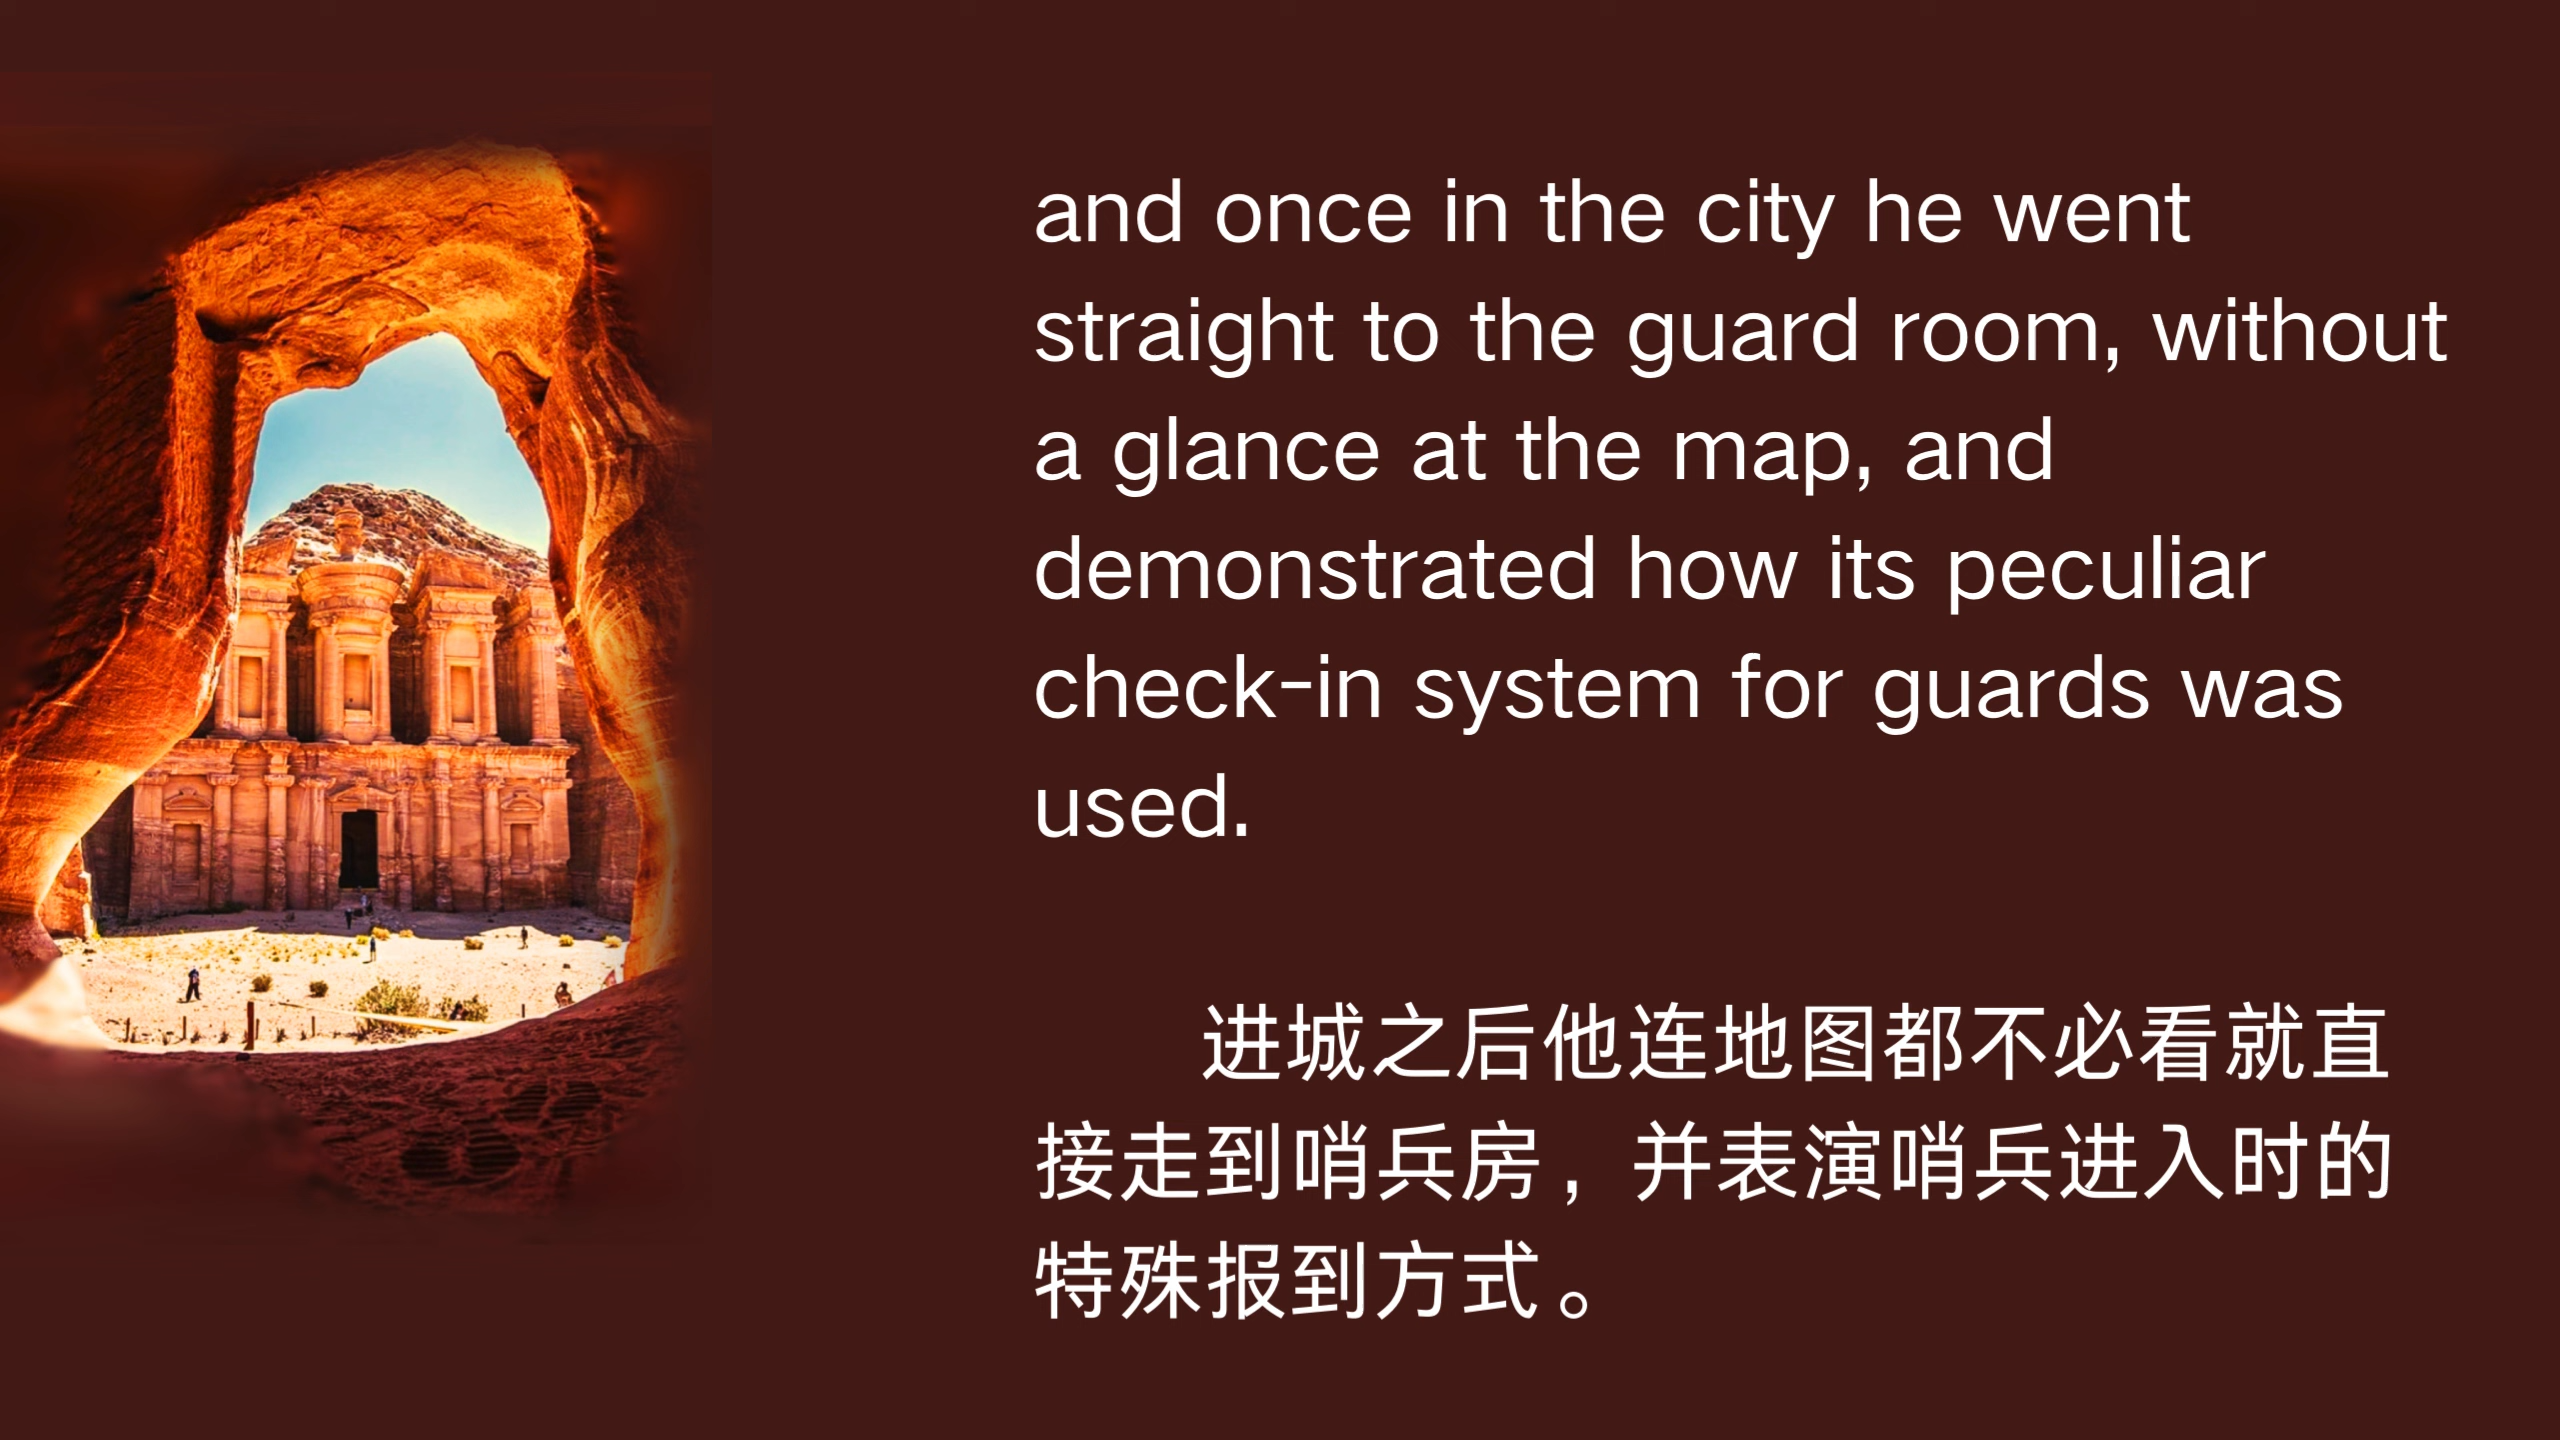 and once in the city he went
straight to the guard room, without
a glance at the map, and
demonstrated how its peculiar
check-in system for guards was
used.
进城之后他连地图都不必看就直
接走到哨兵房，并表演哨兵进入时的
特殊报到方式。